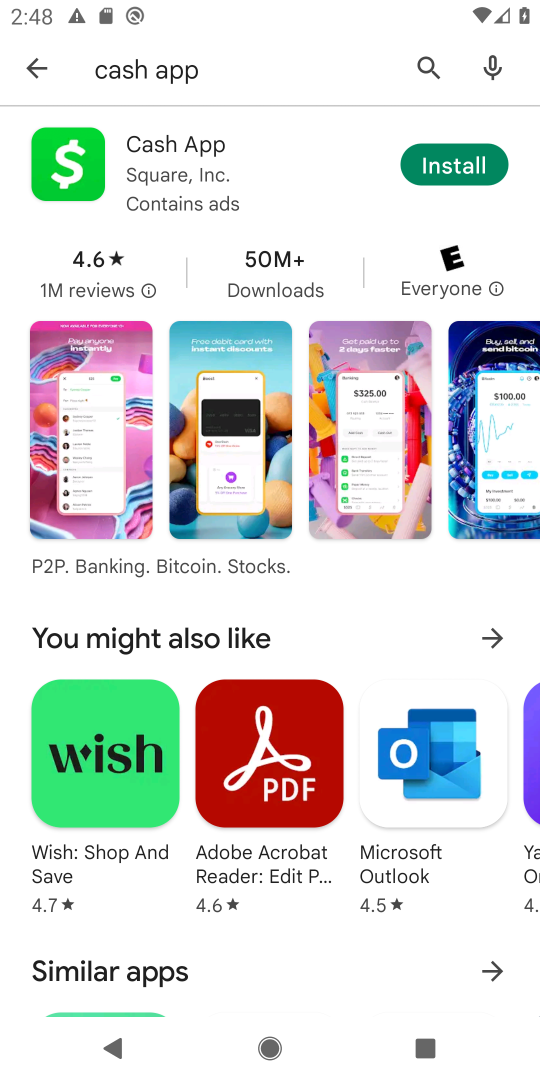 2:48
cash app
Cash App
Square, Inc.
Contains ads
Install
4.6★
1M reviews
50M+
Downloads
E
Everyone
Pay anyone
instantly
Free debit card with
instant discounts
Get paid up to
2 days faster
$325.00
Buy, sell, and
send bitcoin
$100.00
P2P. Banking. Bitcoin. Stocks.
You might also like
wish
PDF
O
Wish: Shop And
Save
4.7★
Adobe Acrobat
Reader: Edit P...
4.6★
Microsoft
Outlook
4.5★
Ya
Or
4.
Similar apps